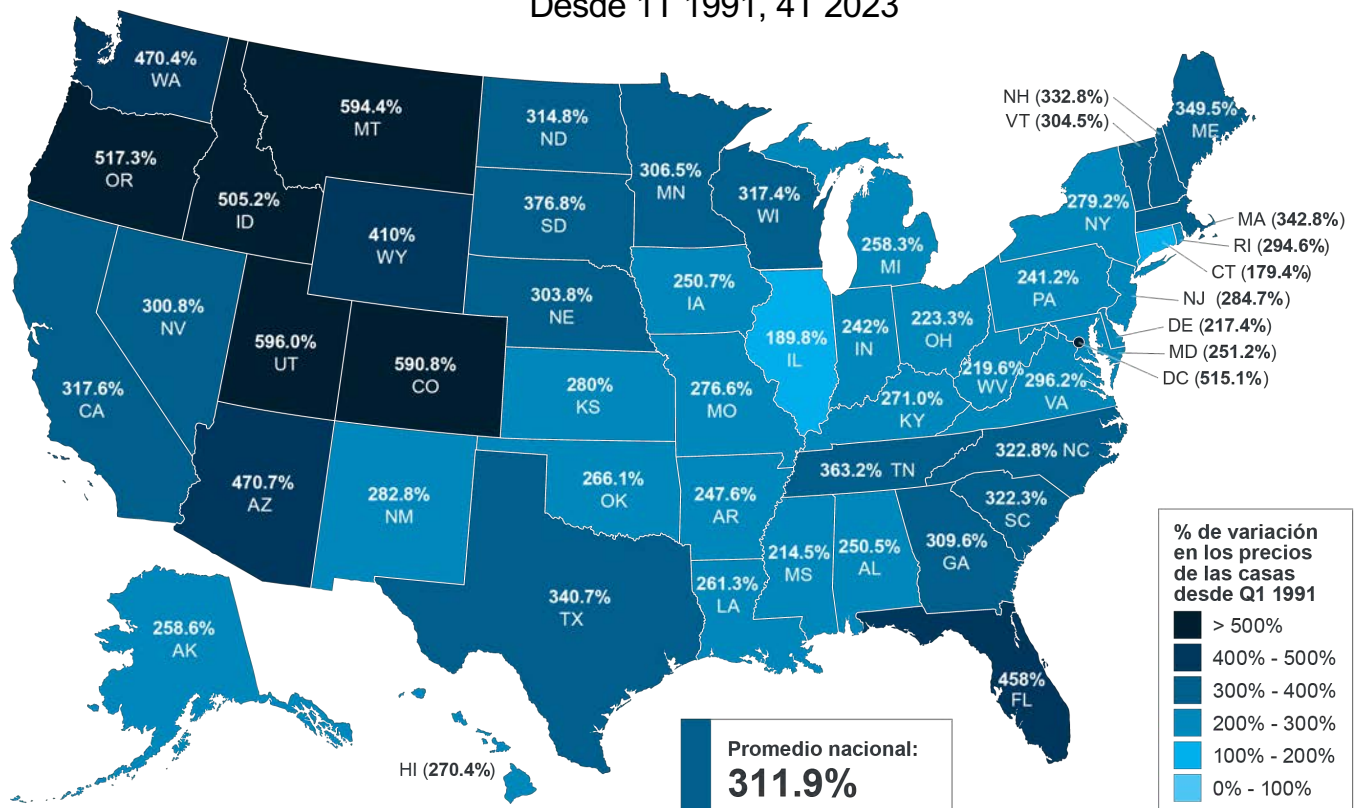 Desde 1T 1991, 4T 2023
470.4%
WA
594.4%
MT
314.8%
ND
306.5%
MN
317.4%
WI
NH (332.8%)
VT (304.5%)
349.5%
ME
517.3%
OR
505.2%
ID
410%
WY
376.8%
SD
258.3%
MI
279.2%
NY
MA (342.8%)
RI (294.6%)
CT (179.4%)
NJ (284.7%)
DE (217.4%)
MD (251.2%)
DC (515.1%)
300.8%
NV
596.0%
UT
590.8%
CO
303.8%
NE
250.7%
IA
189.8%
IL
242%
IN
223.3%
OH
241.2%
PA
317.6%
CA
280%
KS
276.6%
MO
271.0%
KY
219.6%
WV
296.2%
VA
470.7%
AZ
282.8%
NM
266.1%
OK
247.6%
AR
363.2% TN
322.8% NC
322.3%
SC
340.7%
TX
261.3%
LA
214.5%
MS
250.5%
AL
309.6%
GA
458%
FL
258.6%
AK
HI (270.4%)
Promedio nacional:
311.9%
% de variación
en los precios
de las casas
desde Q1 1991
> 500%
400% - 500%
300% - 400%
200% - 300%
100% - 200%
0% - 100%